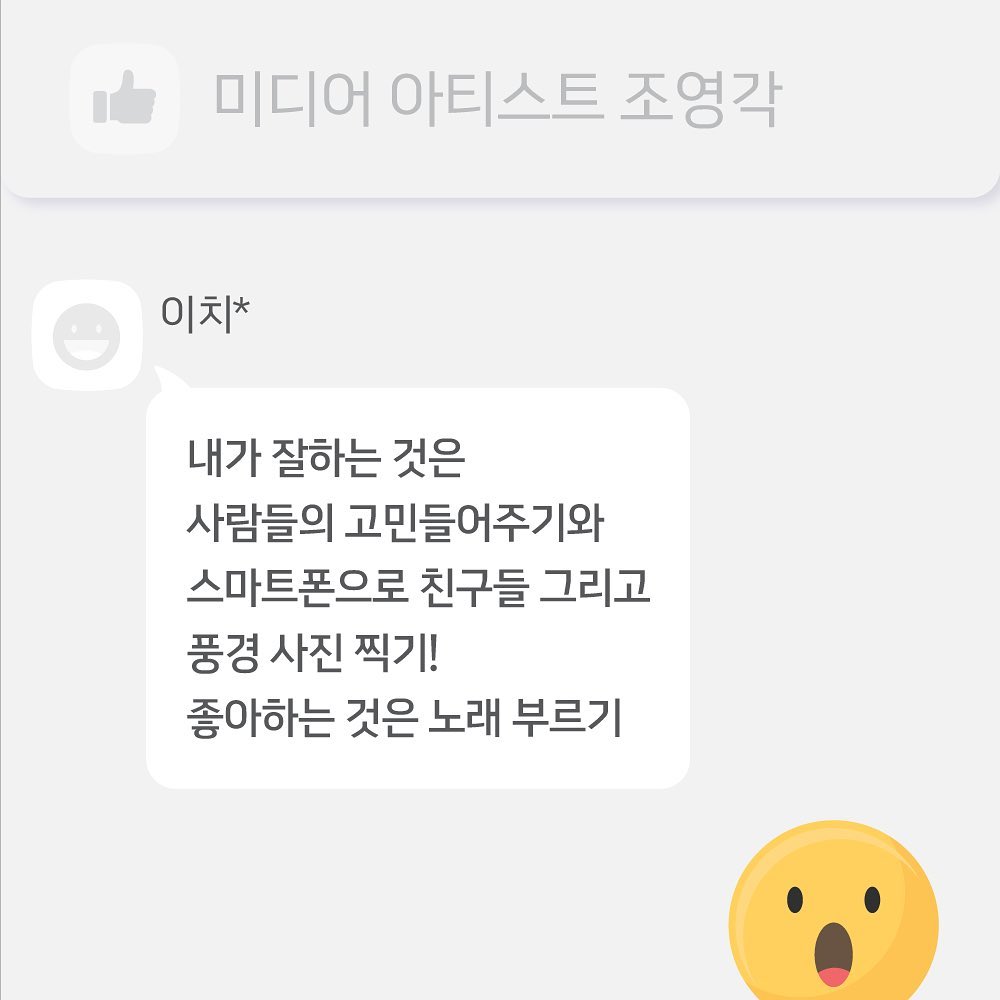 미디어 아티스트 조영각
이치*
내가 잘하는 것은
사람들의 고민들어주기와
스마트폰으로 친구들 그리고
풍경 사진 찍기!
좋아하는 것은 노래 부르기